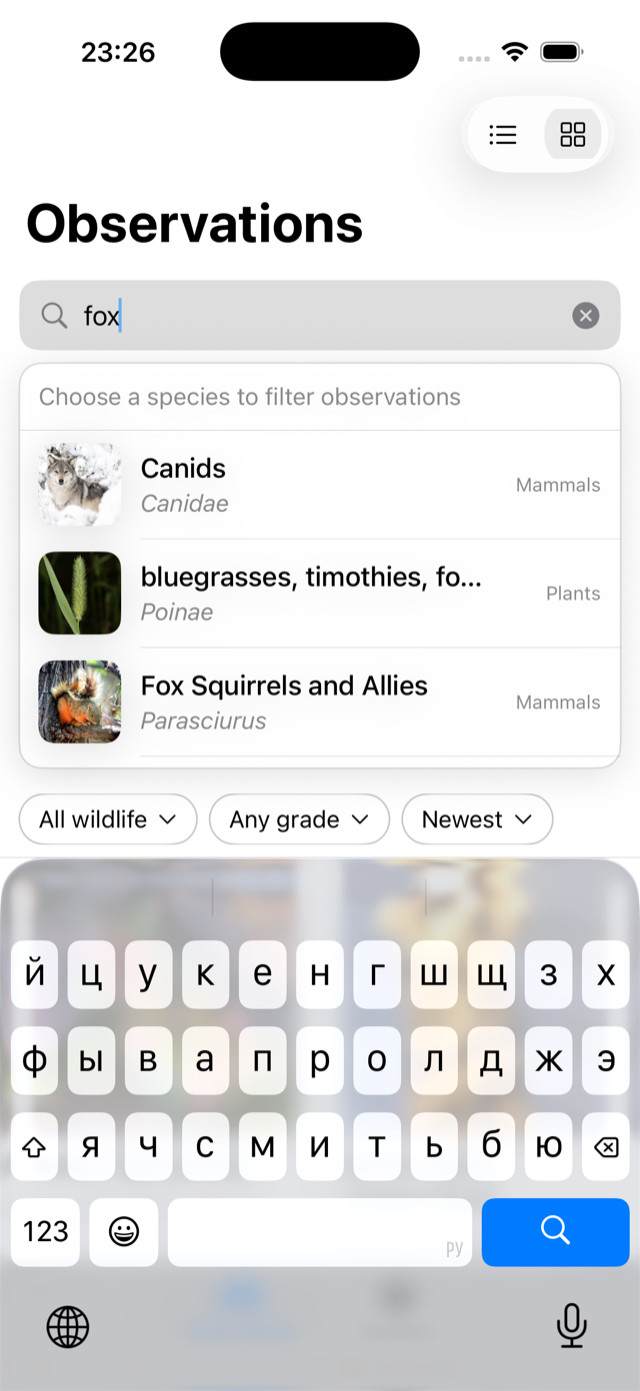 23:26
Observations
fox
Choose a species to filter observations
Canids
Canidae
Mammals
bluegrasses, timothies, fo...
Poinae
Plants
Fox Squirrels and Allies
Parasciurus
Mammals
All wildlife
Any grade
Newest
й ц у к е н г ш щ з х
ф ы в а п р о л д ж э
я ч с м и т ь б ю
123
РУ